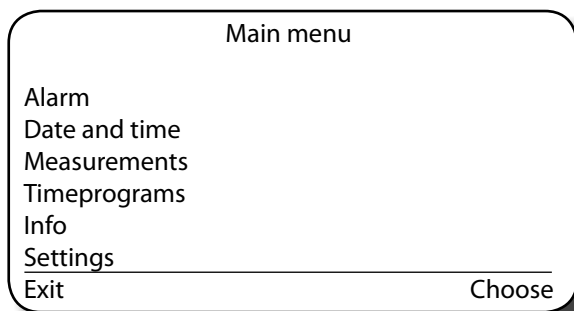 Main menu
Alarm
Date and time
Measurements
Timeprograms
Info
Settings
Exit Choose